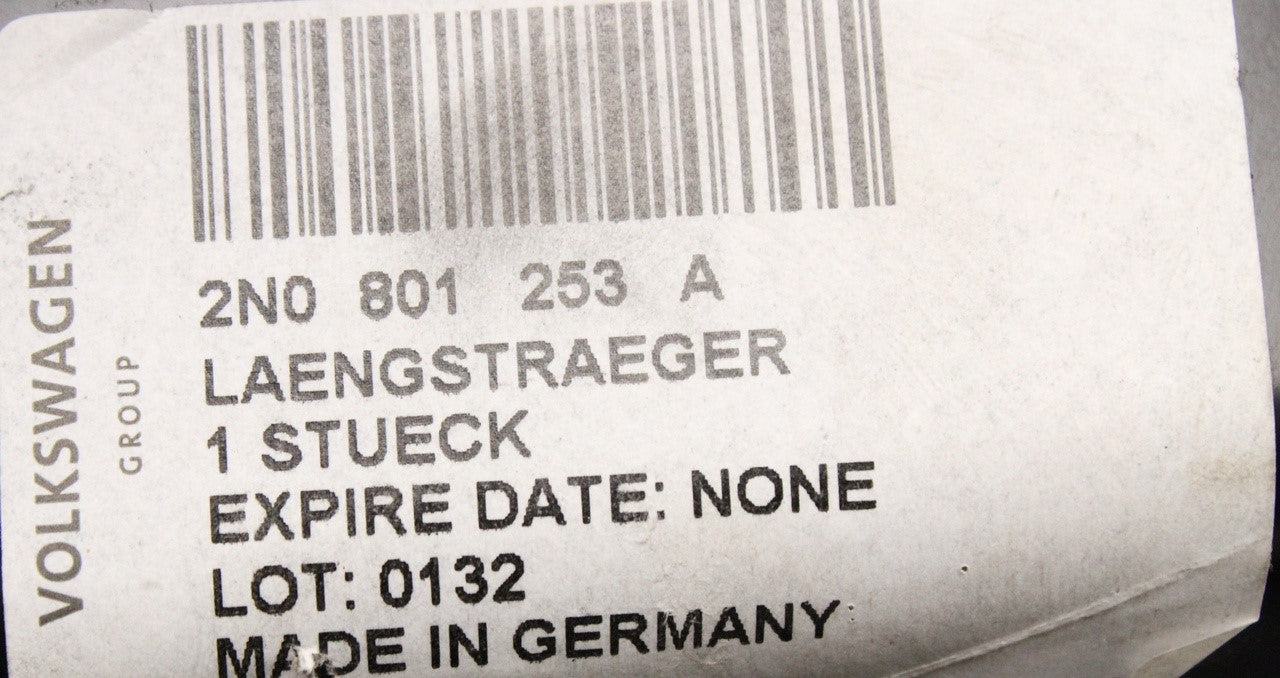 VOLKSWAGEN
GROUP
2N0 801 253 A
LAENGSTRAEGER
1 STUECK
EXPIRE DATE: NONE
LOT: 0132
MADE IN GERMANY